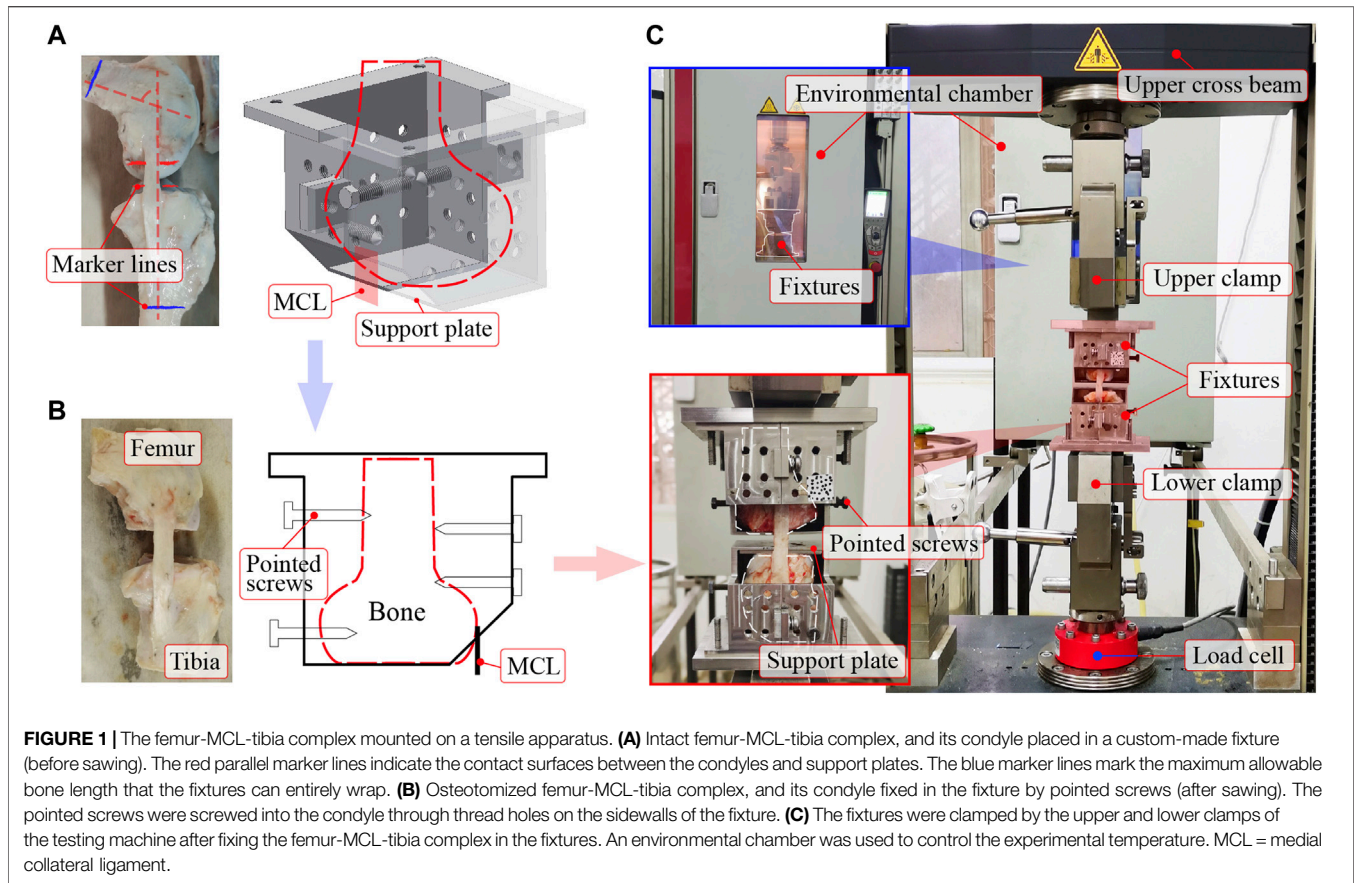 A
Marker lines
MCL
Support plate
B
Femur
Tibia
Pointed
screws
Bone
MCL
C
Environmental chamber
Upper cross beam
Fixtures
Upper clamp
Fixtures
Lower clamp
Pointed screws
Support plate
Load cell
FIGURE 1 | The femur-MCL-tibia complex mounted on a tensile apparatus. (A) Intact femur-MCL-tibia complex, and its condyle placed in a custom-made fixture
(before sawing). The red parallel marker lines indicate the contact surfaces between the condyles and support plates. The blue marker lines mark the maximum allowable
bone length that the fixtures can entirely wrap. (B) Osteotomized femur-MCL-tibia complex, and its condyle fixed in the fixture by pointed screws (after sawing). The
pointed screws were screwed into the condyle through thread holes on the sidewalls of the fixture. (C) The fixtures were clamped by the upper and lower clamps of
the testing machine after fixing the femur-MCL-tibia complex in the fixtures. An environmental chamber was used to control the experimental temperature. MCL = medial
collateral ligament.